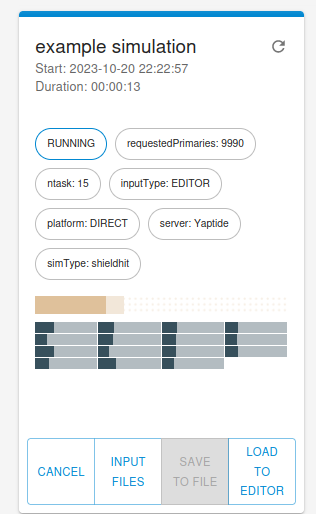 example simulation
Start: 2023-10-20 22:22:57
Duration: 00:00:13
RUNNING
requestedPrimaries: 9990
ntask: 15
inputType: EDITOR
platform: DIRECT
server: Yaptide
simType: shieldhit
CANCEL
INPUT
FILES
SAVE
TO FILE
LOAD
TO
EDITOR